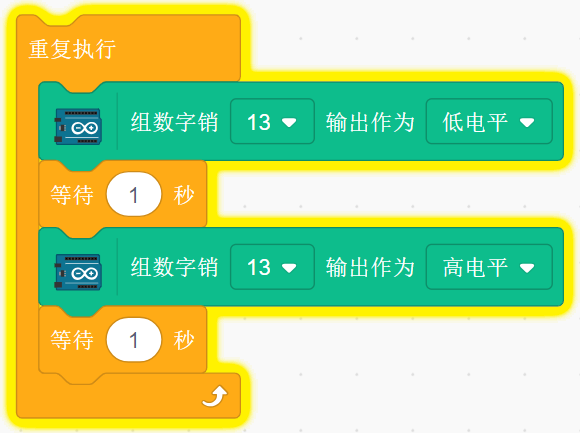 重复执行
组数字销 13 输出作为 低电平
等待 1 秒
组数字销 13 输出作为 高电平
等待 1 秒